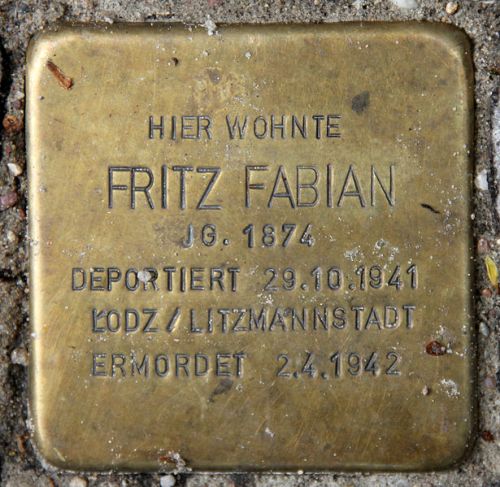 HIER WOHNTE
FRITZ FABIAN
JG. 1874
DEPORTIERT 29.10.1941
ŁODZ / LITZMANNSTADT
ERMORDET 2.4.1942